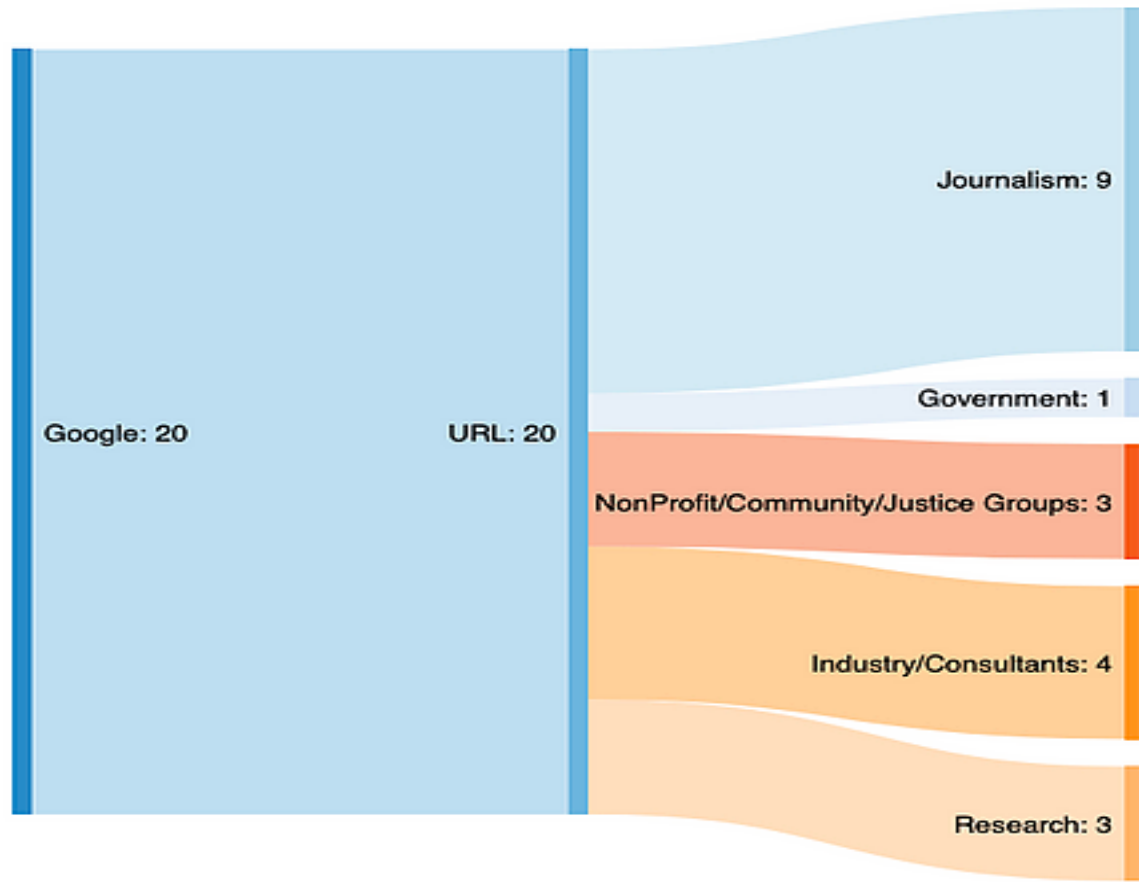 Journalism: 9
Government: 1
Google: 20
URL: 20
NonProfit/Community/Justice Groups: 3
Industry/Consultants: 4
Research: 3